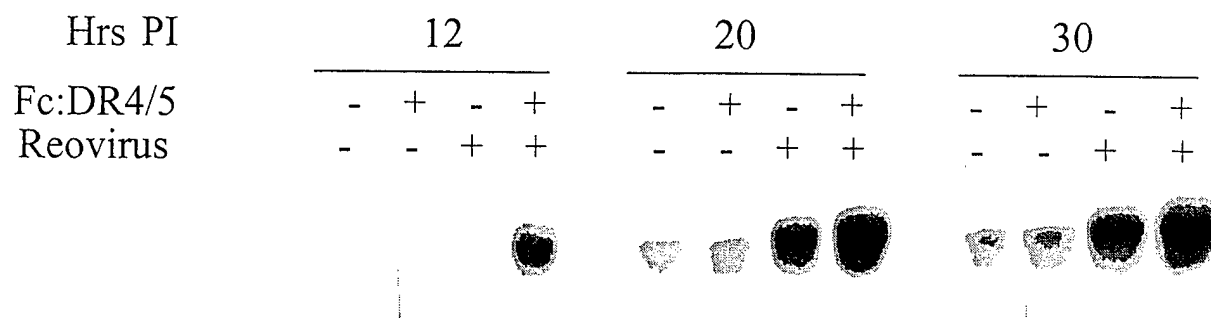 Hrs PI 12 20 30
Fc:DR4/5 - + - + - + - + - + - +
Reovirus - - + + - - + + - - + +